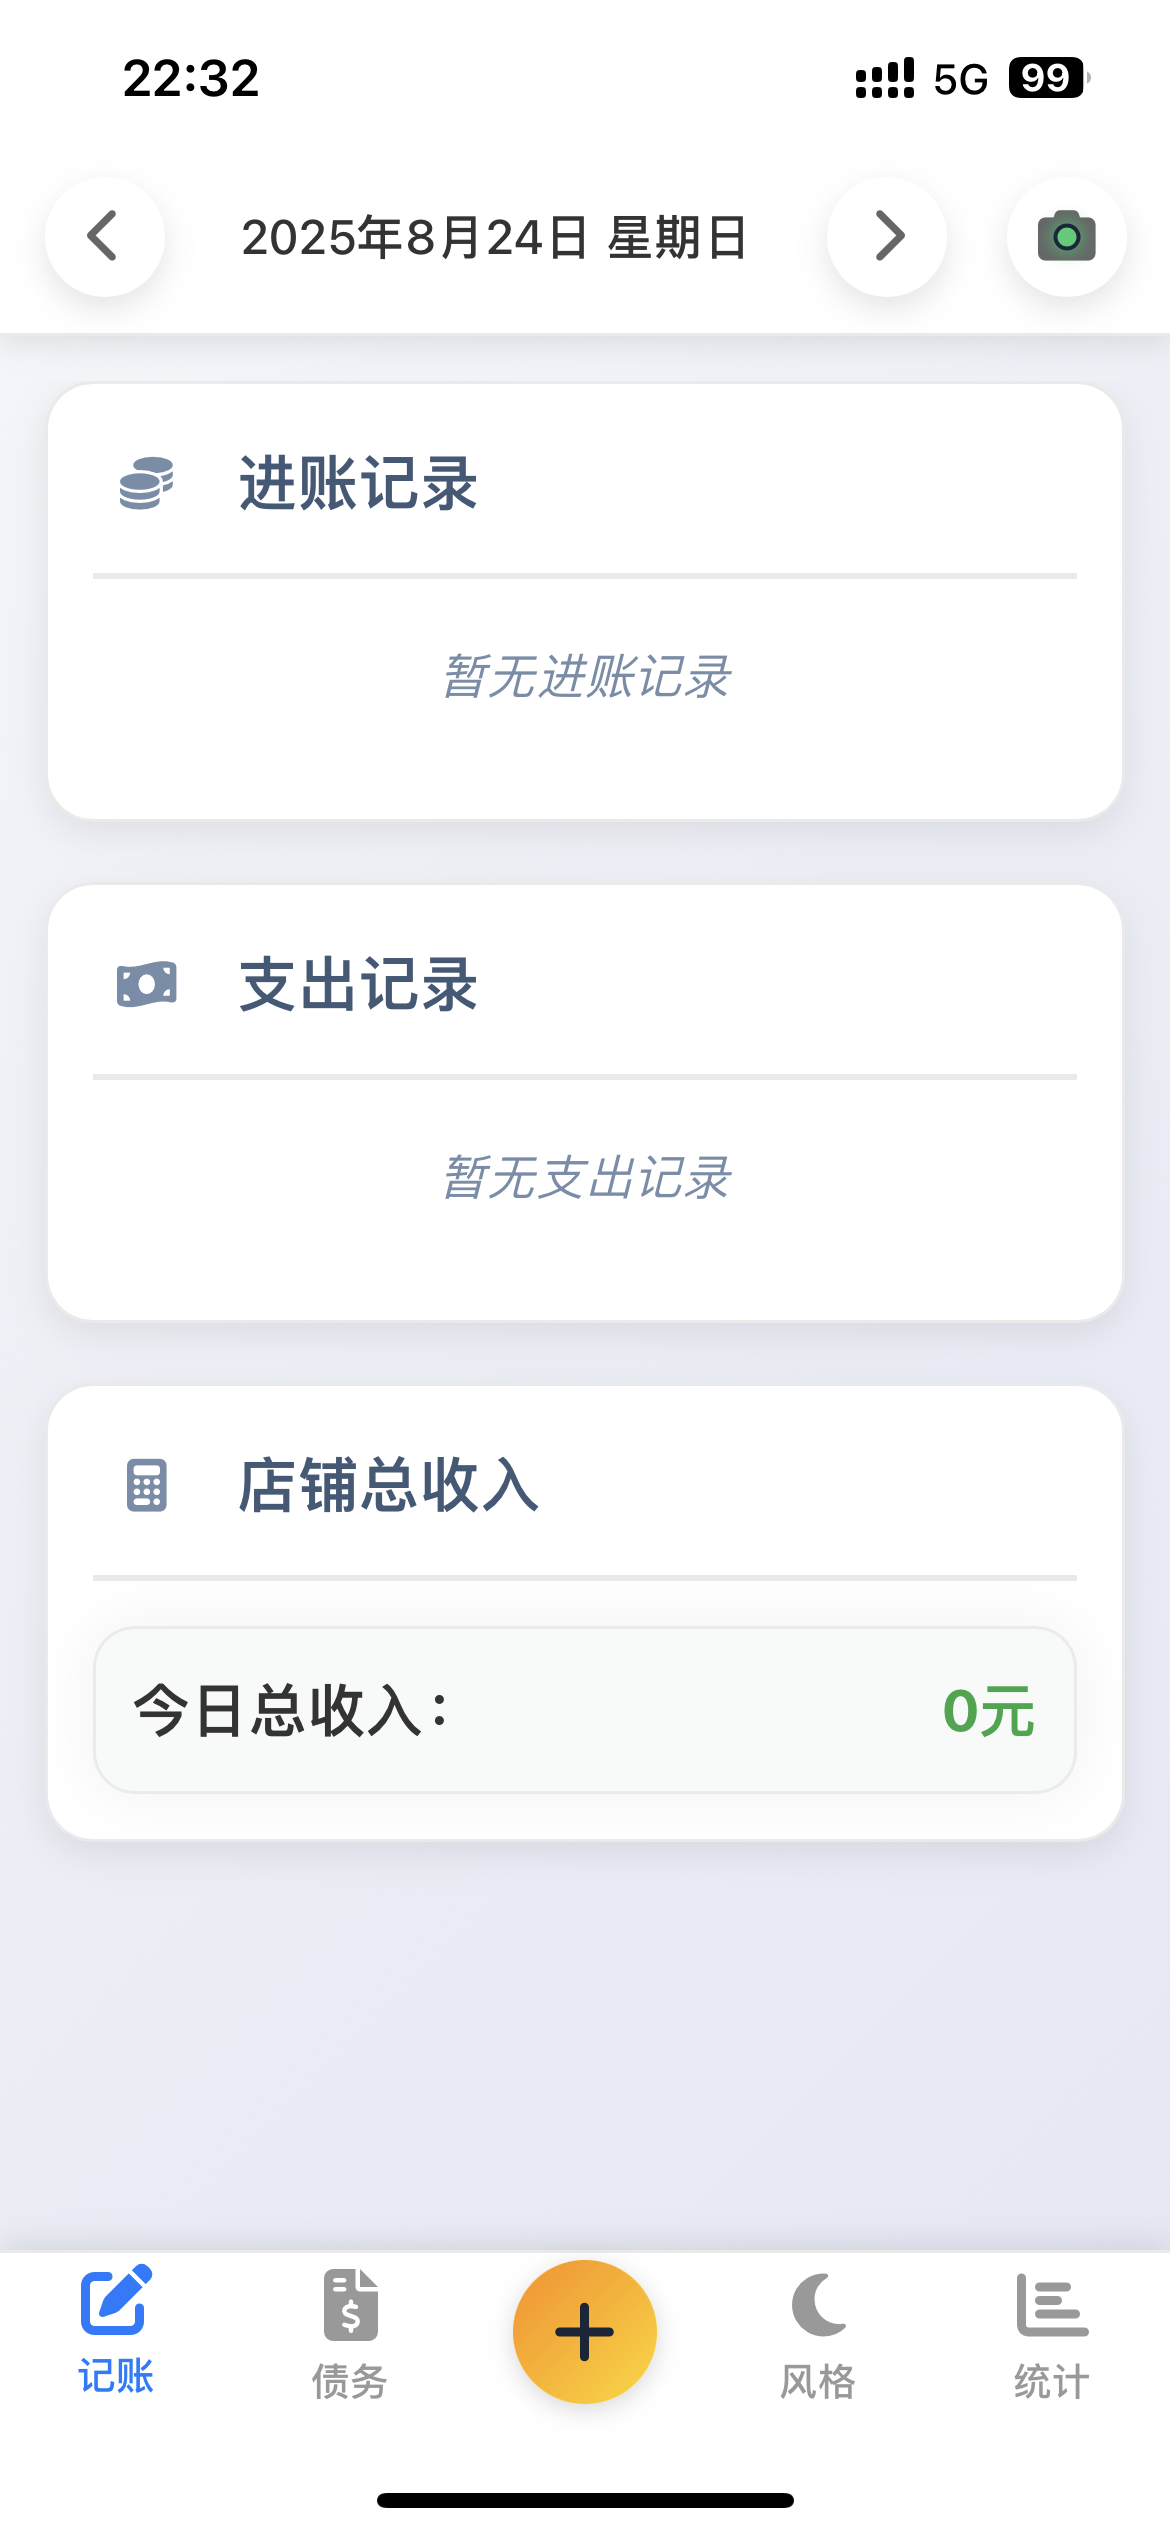 22:32
5G
99
2025年8月24日 星期日
进账记录
暂无进账记录
支出记录
暂无支出记录
店铺总收入
今日总收入：
0元
记账
债务
风格
统计